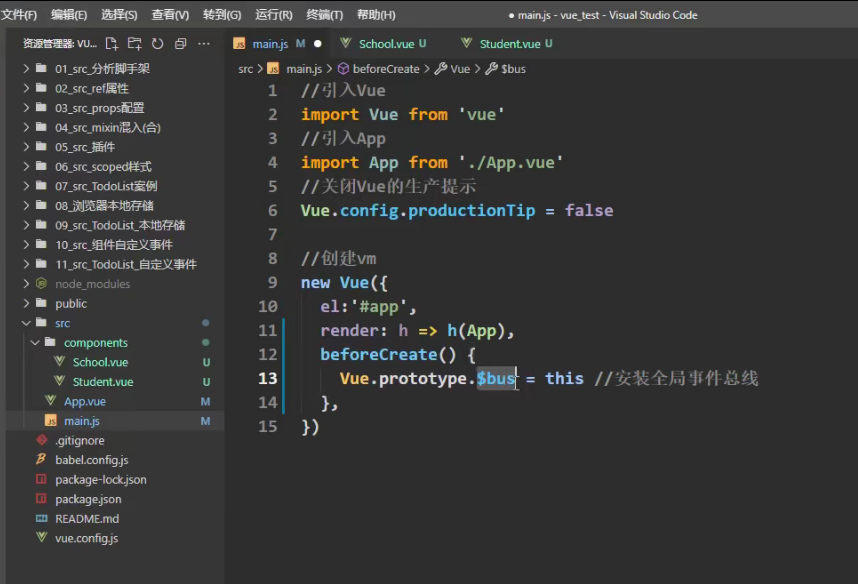 文件(F) 编辑(E) 选择(S) 查看(V) 转到(G) 运行(R) 终端(T) 帮助(H) ● main.js - vue_test - Visual Studio Code
资源管理器: VU...
JS main.js M ● School.vue U Student.vue U
src > JS main.js > beforeCreate > Vue > $bus
01_src_分析脚手架
02_src_ref属性
03_src_props配置
04_src_mixin混入(合)
05_src_插件
06_src_scoped样式
07_src_TodoList案例
08_浏览器本地存储
09_src_TodoList_本地存储
10_src_组件自定义事件
11_src_TodoList_自定义事件
node_modules
public
src
components
School.vue U
Student.vue U
App.vue M
JS main.js M
.gitignore
babel.config.js
package-lock.json
package.json
README.md
vue.config.js
1 //引入Vue
2 import Vue from 'vue'
3 //引入App
4 import App from './App.vue'
5 //关闭Vue的生产提示
6 Vue.config.productionTip = false
7
8 //创建vm
9 new Vue({
10 el:'#app',
11 render: h => h(App),
12 beforeCreate() {
13 Vue.prototype.$bus = this //安装全局事件总线
14 },
15 })